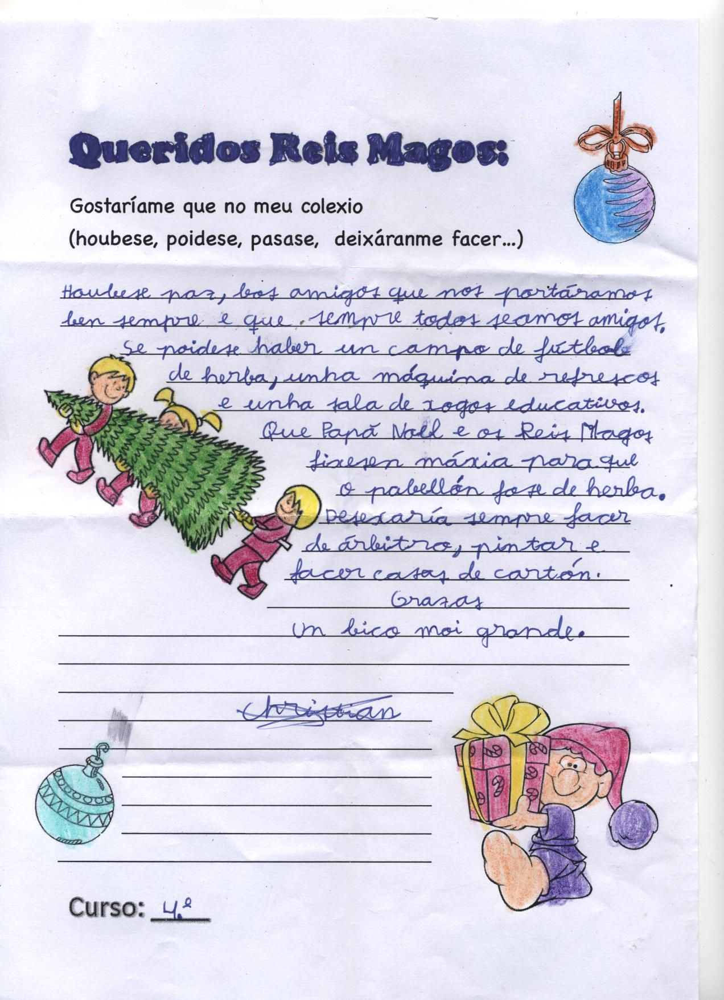 Queridos Reis Magos:
Gostaríame que no meu colexio
(houbese, poidese, pasase, deixáranme facer...)
Houbese paz, bos amigos que nos portáramos
ben sempre e que sempre todos seamos amigos.
Se poidese haber un campo de fútbol
de herba, unha máquina de refrescos
e unha sala de xogos educativos.
Que Papá Noel e os Reis Magos
fixesen máxia para que
o pabellón fose de herba.
Desexaría sempre facer
de árbitro, pintar e
facer casas de cartón.
Grazas
Un bico moi grande.
Christian
Curso: 4.º